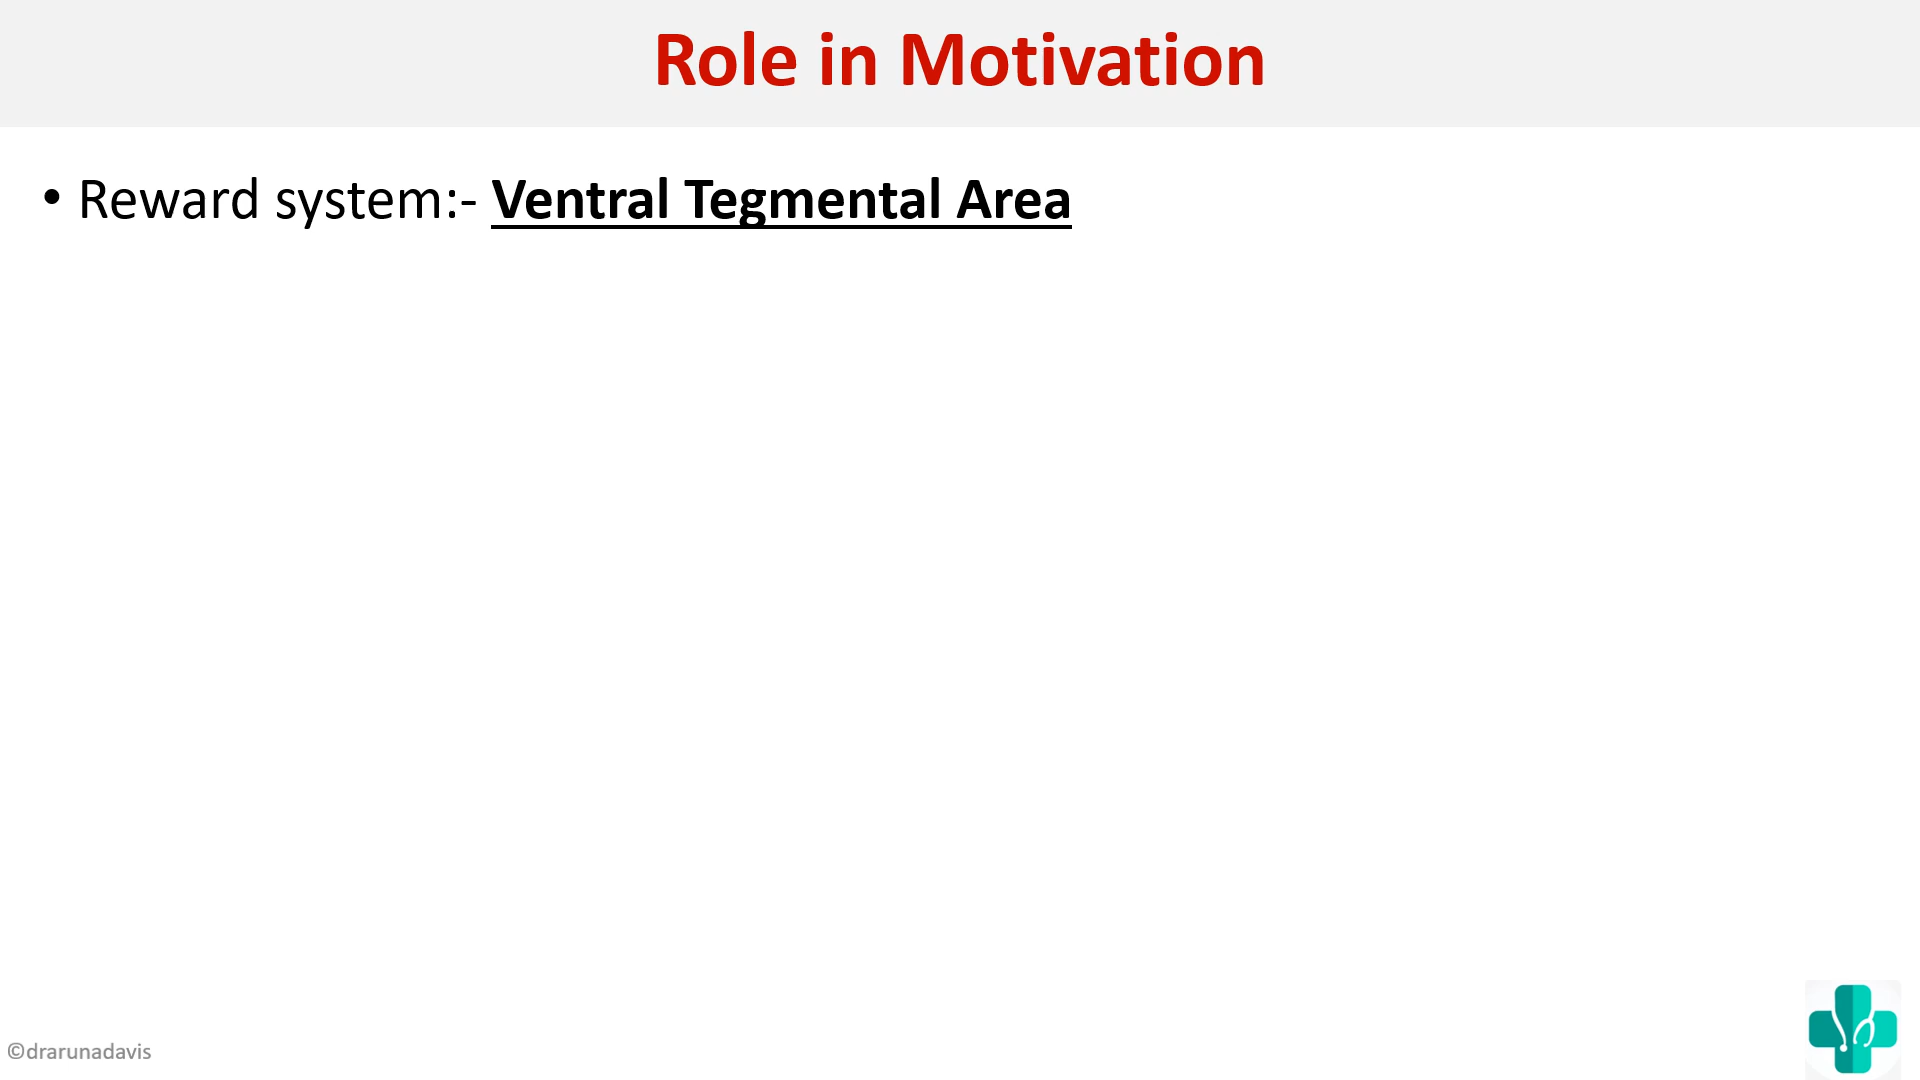 Role in Motivation
• Reward system:- Ventral Tegmental Area
©drarunadavis